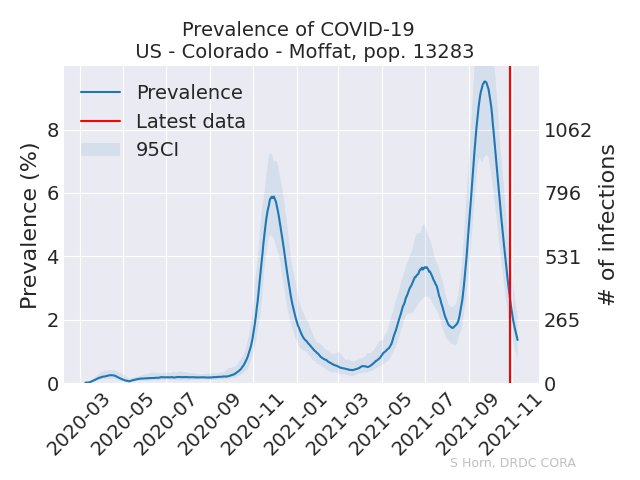 Prevalence of COVID-19
US - Colorado - Moffat, pop. 13283
Prevalence
Latest data
95CI
Prevalence (%)
8
6
4
2
0
1062
796
531
265
0
# of infections
2020-03
2020-05
2020-07
2020-09
2020-11
2021-01
2021-03
2021-05
2021-07
2021-09
2021-11
S Horn, DRDC CORA